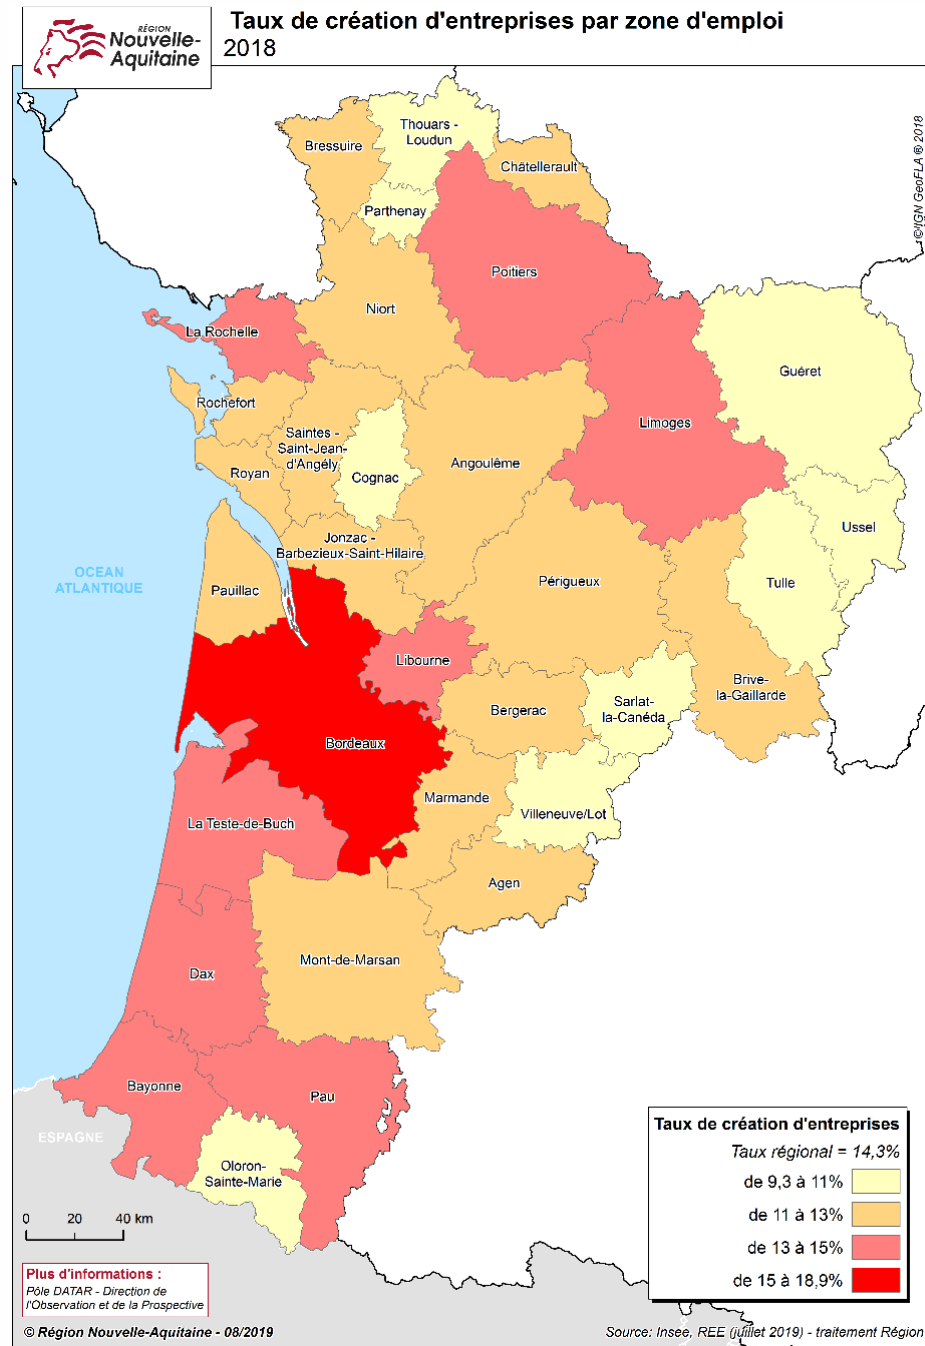 RÉGION
Nouvelle-
Aquitaine
Taux de création d'entreprises par zone d'emploi
2018
© IGN GeoFLA ® 2018
Thouars -
Loudun
Bressuire
Châtellerault
Parthenay
Poitiers
Niort
La Rochelle
Guéret
Rochefort
Limoges
Saintes -
Saint-Jean-
d'Angély
Angoulême
Royan
Cognac
Ussel
Jonzac -
Barbezieux-Saint-Hilaire
OCEAN
ATLANTIQUE
Pauillac
Périgueux
Tulle
Libourne
Brive-
la-Gaillarde
Sarlat-
la-Canéda
Bergerac
Bordeaux
Marmande
Villeneuve/Lot
La Teste-de-Buch
Agen
Mont-de-Marsan
Dax
Bayonne
Pau
ESPAGNE
Oloron-
Sainte-Marie
Taux de création d'entreprises
Taux régional = 14,3%
de 9,3 à 11%
de 11 à 13%
de 13 à 15%
de 15 à 18,9%
0 20 40 km
Plus d'informations :
Pôle DATAR - Direction de
l'Observation et de la Prospective
© Région Nouvelle-Aquitaine - 08/2019
Source: Insee, REE (juillet 2019) - traitement Région